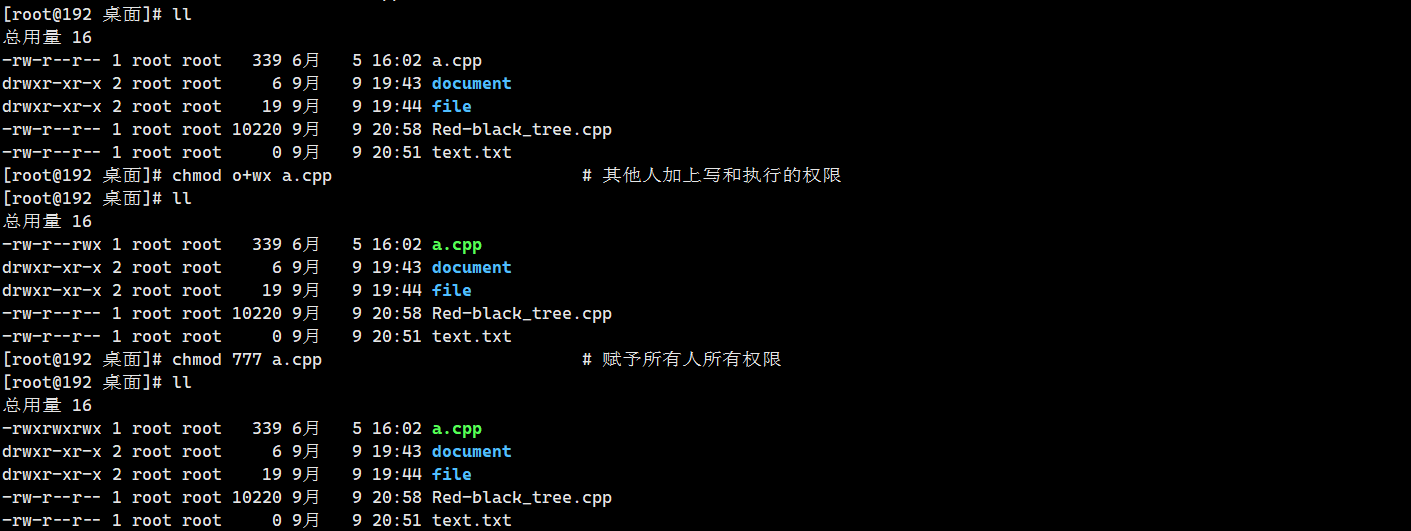 [root@192 桌面]# ll
总用量 16
-rw-r--r-- 1 root root   339 6月   5 16:02 a.cpp
drwxr-xr-x 2 root root     6 9月   9 19:43 document
drwxr-xr-x 2 root root    19 9月   9 19:44 file
-rw-r--r-- 1 root root 10220 9月   9 20:58 Red-black_tree.cpp
-rw-r--r-- 1 root root     0 9月   9 20:51 text.txt
[root@192 桌面]# chmod o+wx a.cpp                         # 其他人加上写和执行的权限
[root@192 桌面]# ll
总用量 16
-rw-r--rwx 1 root root   339 6月   5 16:02 a.cpp
drwxr-xr-x 2 root root     6 9月   9 19:43 document
drwxr-xr-x 2 root root    19 9月   9 19:44 file
-rw-r--r-- 1 root root 10220 9月   9 20:58 Red-black_tree.cpp
-rw-r--r-- 1 root root     0 9月   9 20:51 text.txt
[root@192 桌面]# chmod 777 a.cpp                          # 赋予所有人所有权限
[root@192 桌面]# ll
总用量 16
-rwxrwxrwx 1 root root   339 6月   5 16:02 a.cpp
drwxr-xr-x 2 root root     6 9月   9 19:43 document
drwxr-xr-x 2 root root    19 9月   9 19:44 file
-rw-r--r-- 1 root root 10220 9月   9 20:58 Red-black_tree.cpp
-rw-r--r-- 1 root root     0 9月   9 20:51 text.txt